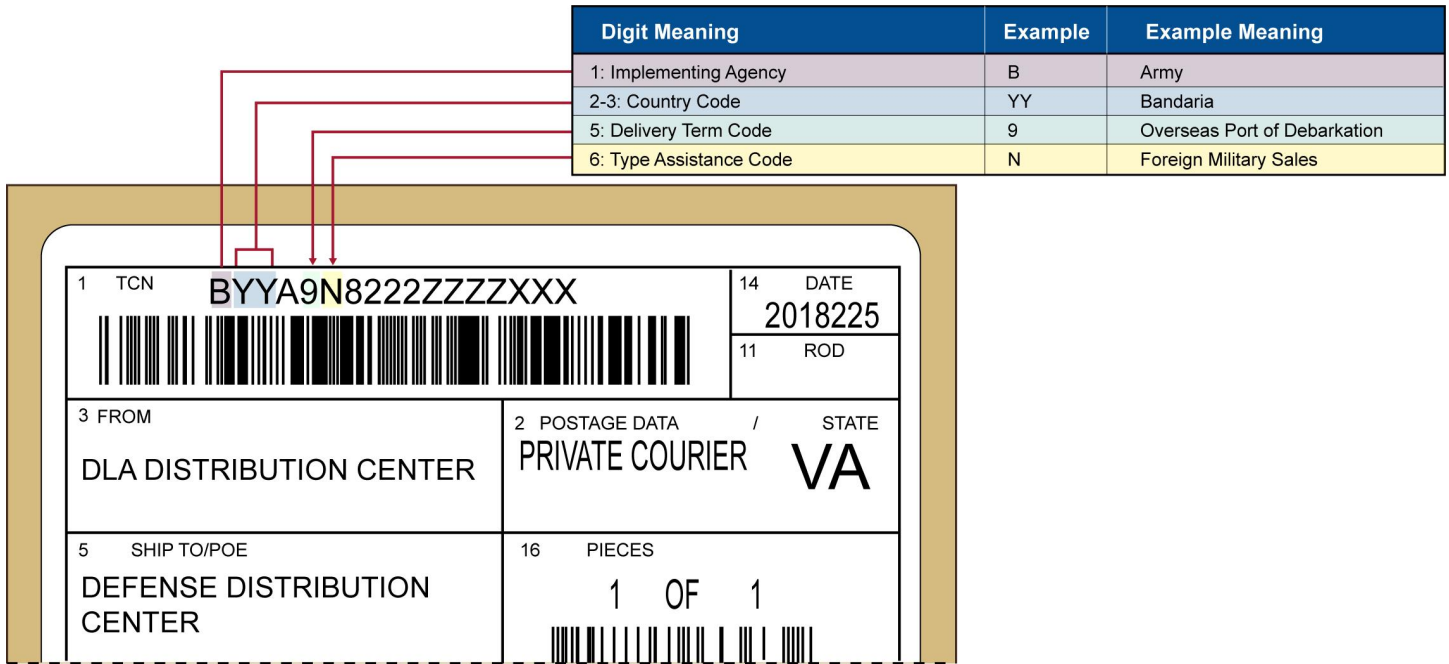 Digit Meaning Example Example Meaning
1: Implementing Agency B Army
2-3: Country Code YY Bandaria
5: Delivery Term Code 9 Overseas Port of Debarkation
6: Type Assistance Code N Foreign Military Sales
1 TCN BYYA9N8222ZZZZXXX
14 DATE
2018225
11 ROD
3 FROM
DLA DISTRIBUTION CENTER
2 POSTAGE DATA / STATE
PRIVATE COURIER VA
5 SHIP TO/POE
DEFENSE DISTRIBUTION
CENTER
16 PIECES
1 OF 1